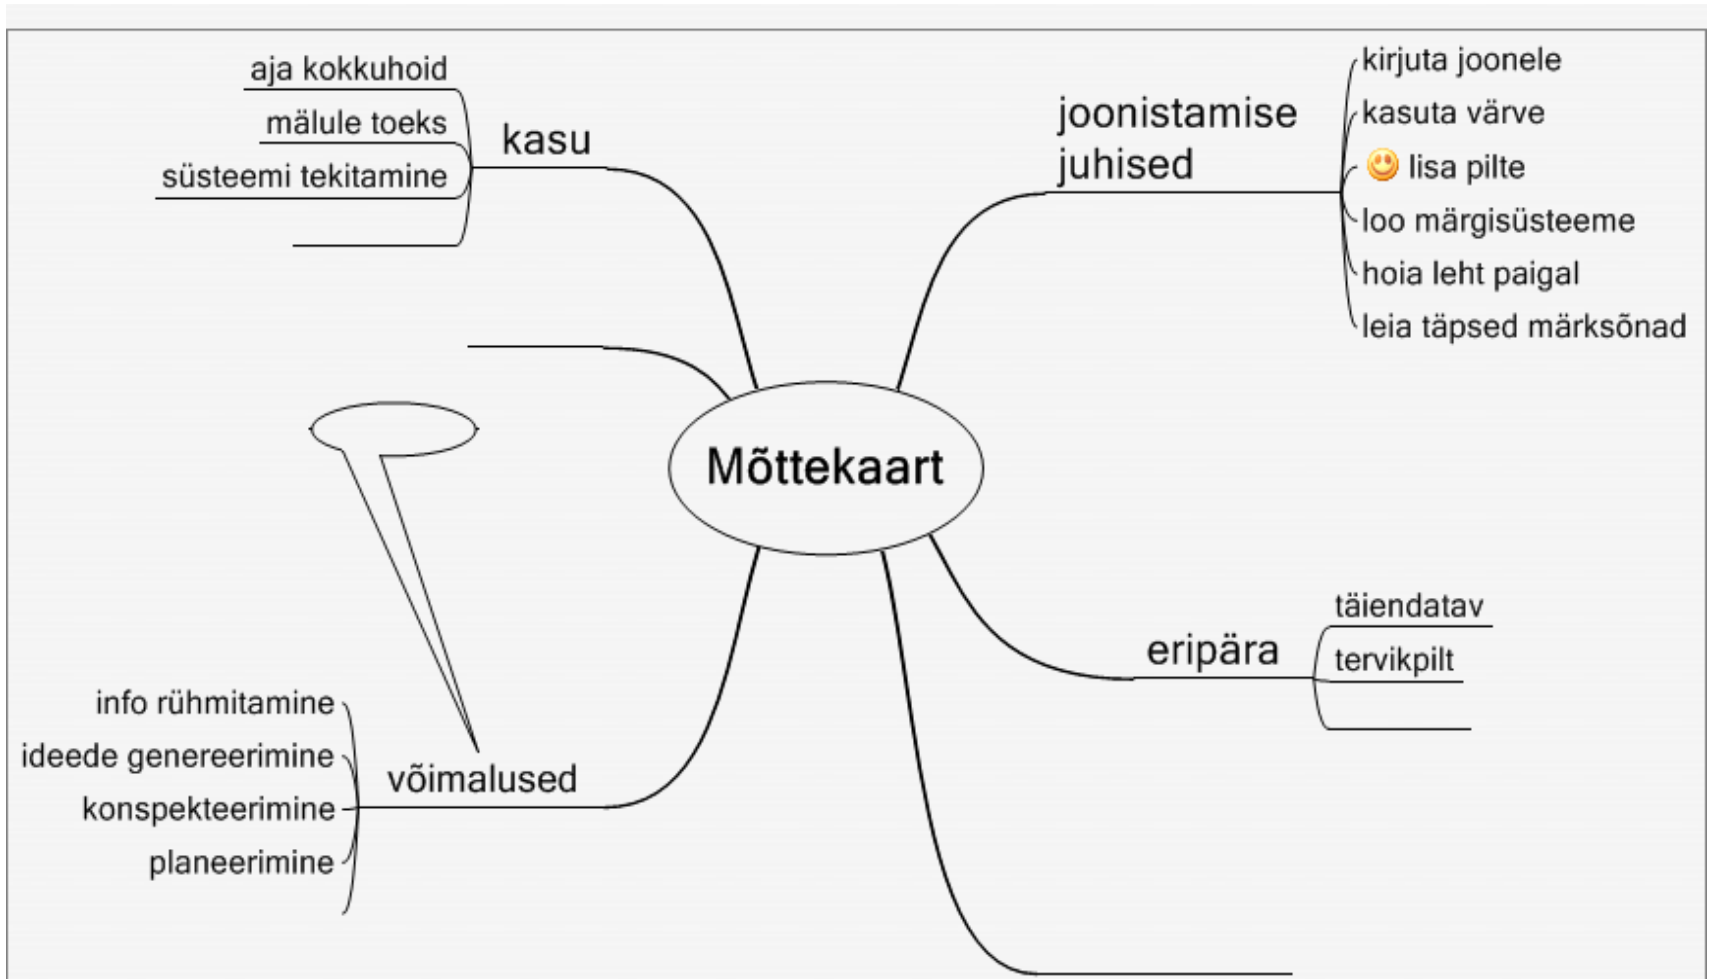 Mõttekaart
kasu
aja kokkuhoid
mälule toeks
süsteemi tekitamine
joonistamise
juhised
kirjuta joonele
kasuta värve
lisa pilte
loo märgisüsteeme
hoia leht paigal
leia täpsed märksõnad
eripära
täiendatav
tervikpilt
võimalused
info rühmitamine
ideede genereerimine
konspekteerimine
planeerimine